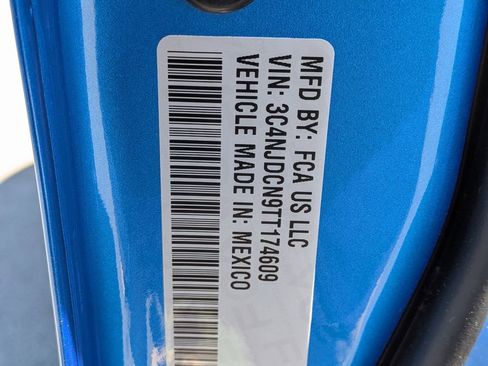 MFD BY: FCA US LLC
VIN: 3C4NJDCN9TT174609
VEHICLE MADE IN: MEXICO